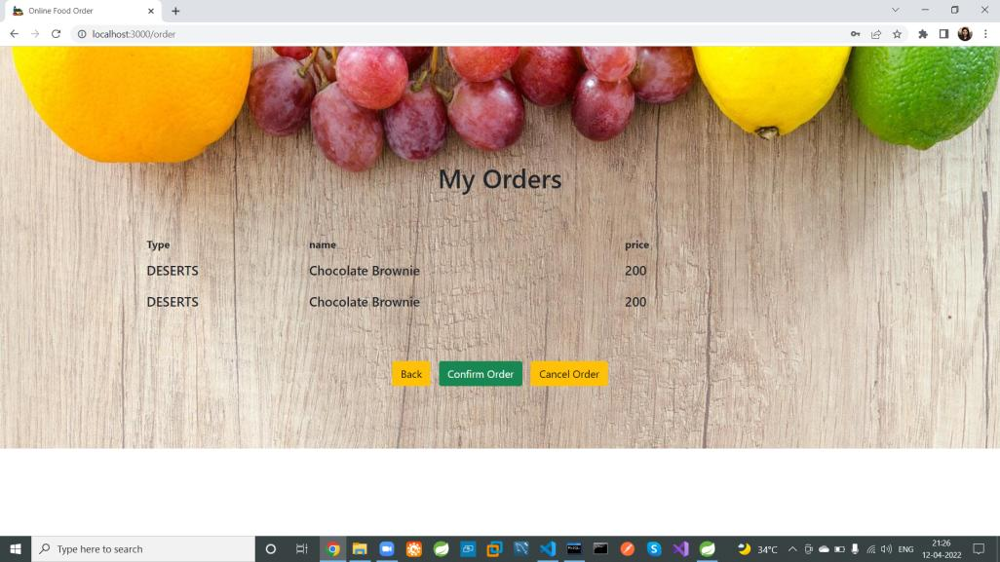 Online Food Order
localhost:3000/order
My Orders
Type name price
DESERTS Chocolate Brownie 200
DESERTS Chocolate Brownie 200
Back Confirm Order Cancel Order
Type here to search
34°C ENG 21:26
12-04-2022